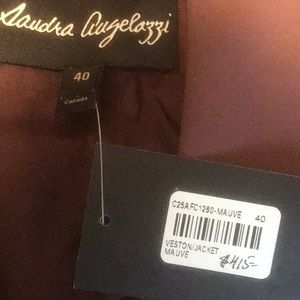 Sandra Angelozzi
40
Canada
C25AFC1260-MAUVE 40
VESTON/JACKET
MAUVE
$415-